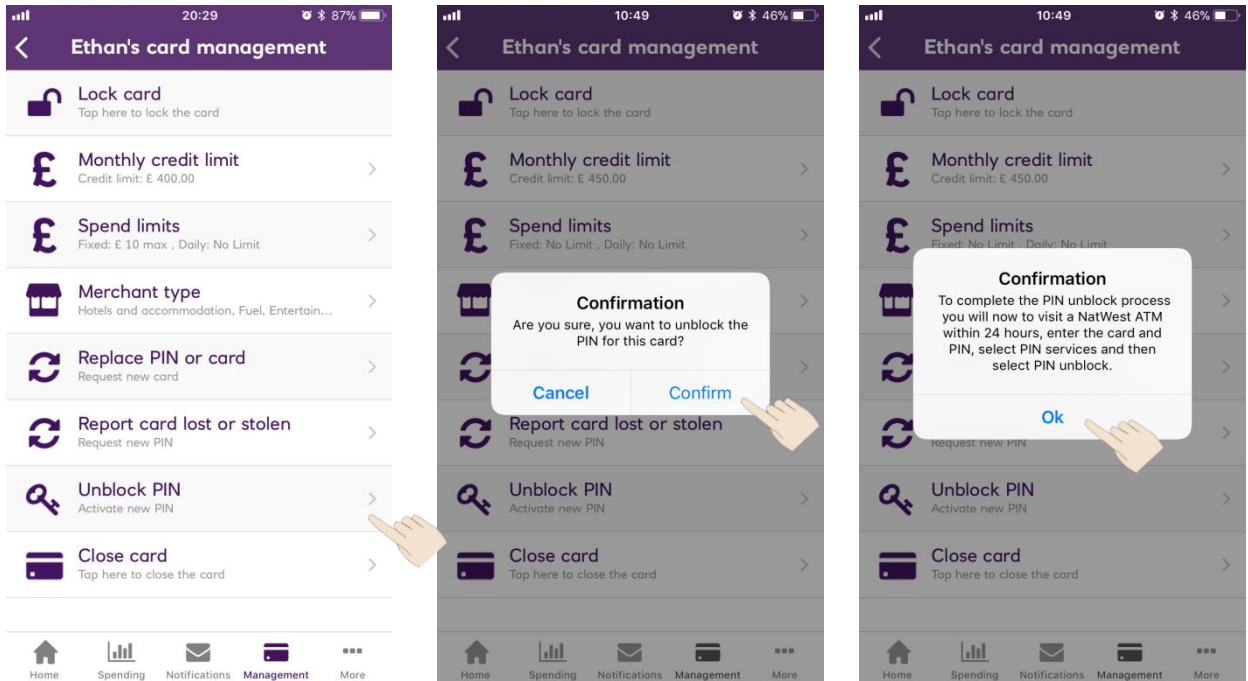 20:29 87%
Ethan's card management
Lock card
Tap here to lock the card
£ Monthly credit limit
Credit limit: £ 400.00
£ Spend limits
Fixed: £ 10 max , Daily: No Limit
Merchant type
Hotels and accommodation, Fuel, Entertain...
Replace PIN or card
Request new card
Report card lost or stolen
Request new PIN
Unblock PIN
Activate new PIN
Close card
Tap here to close the card
Home Spending Notifications Management More
10:49 46%
Ethan's card management
Lock card
Tap here to lock the card
£ Monthly credit limit
Credit limit: £ 450.00
£ Spend limits
Fixed: No Limit , Daily: No Limit
Confirmation
Are you sure, you want to unblock the
PIN for this card?
Cancel Confirm
Report card lost or stolen
Request new PIN
Unblock PIN
Activate new PIN
Close card
Tap here to close the card
Home Spending Notifications Management More
10:49 46%
Ethan's card management
Lock card
Tap here to lock the card
£ Monthly credit limit
Credit limit: £ 450.00
£ Spend limits
Fixed: No Limit , Daily: No Limit
Confirmation
To complete the PIN unblock process
you will now to visit a NatWest ATM
within 24 hours, enter the card and
PIN, select PIN services and then
select PIN unblock.
Ok
Request new PIN
Unblock PIN
Activate new PIN
Close card
Tap here to close the card
Home Spending Notifications Management More